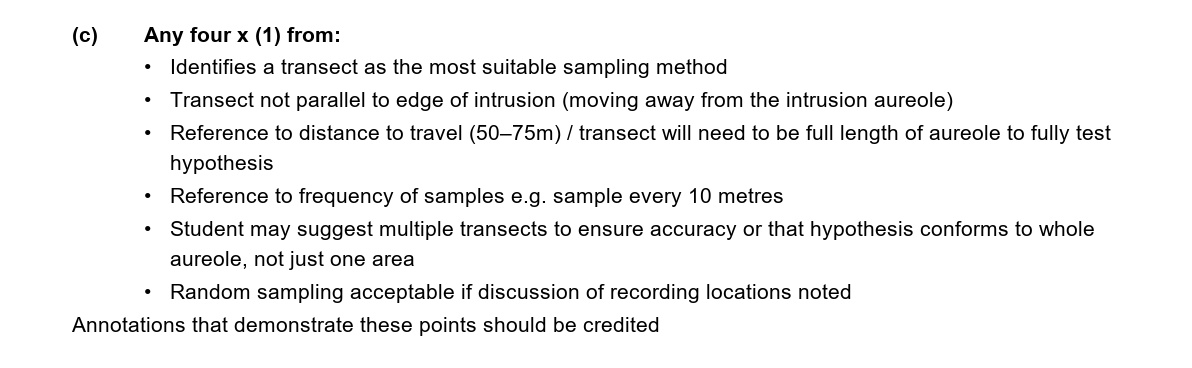 (c) Any four x (1) from:
• Identifies a transect as the most suitable sampling method
• Transect not parallel to edge of intrusion (moving away from the intrusion aureole)
• Reference to distance to travel (50–75m) / transect will need to be full length of aureole to fully test
hypothesis
• Reference to frequency of samples e.g. sample every 10 metres
• Student may suggest multiple transects to ensure accuracy or that hypothesis conforms to whole
aureole, not just one area
• Random sampling acceptable if discussion of recording locations noted
Annotations that demonstrate these points should be credited